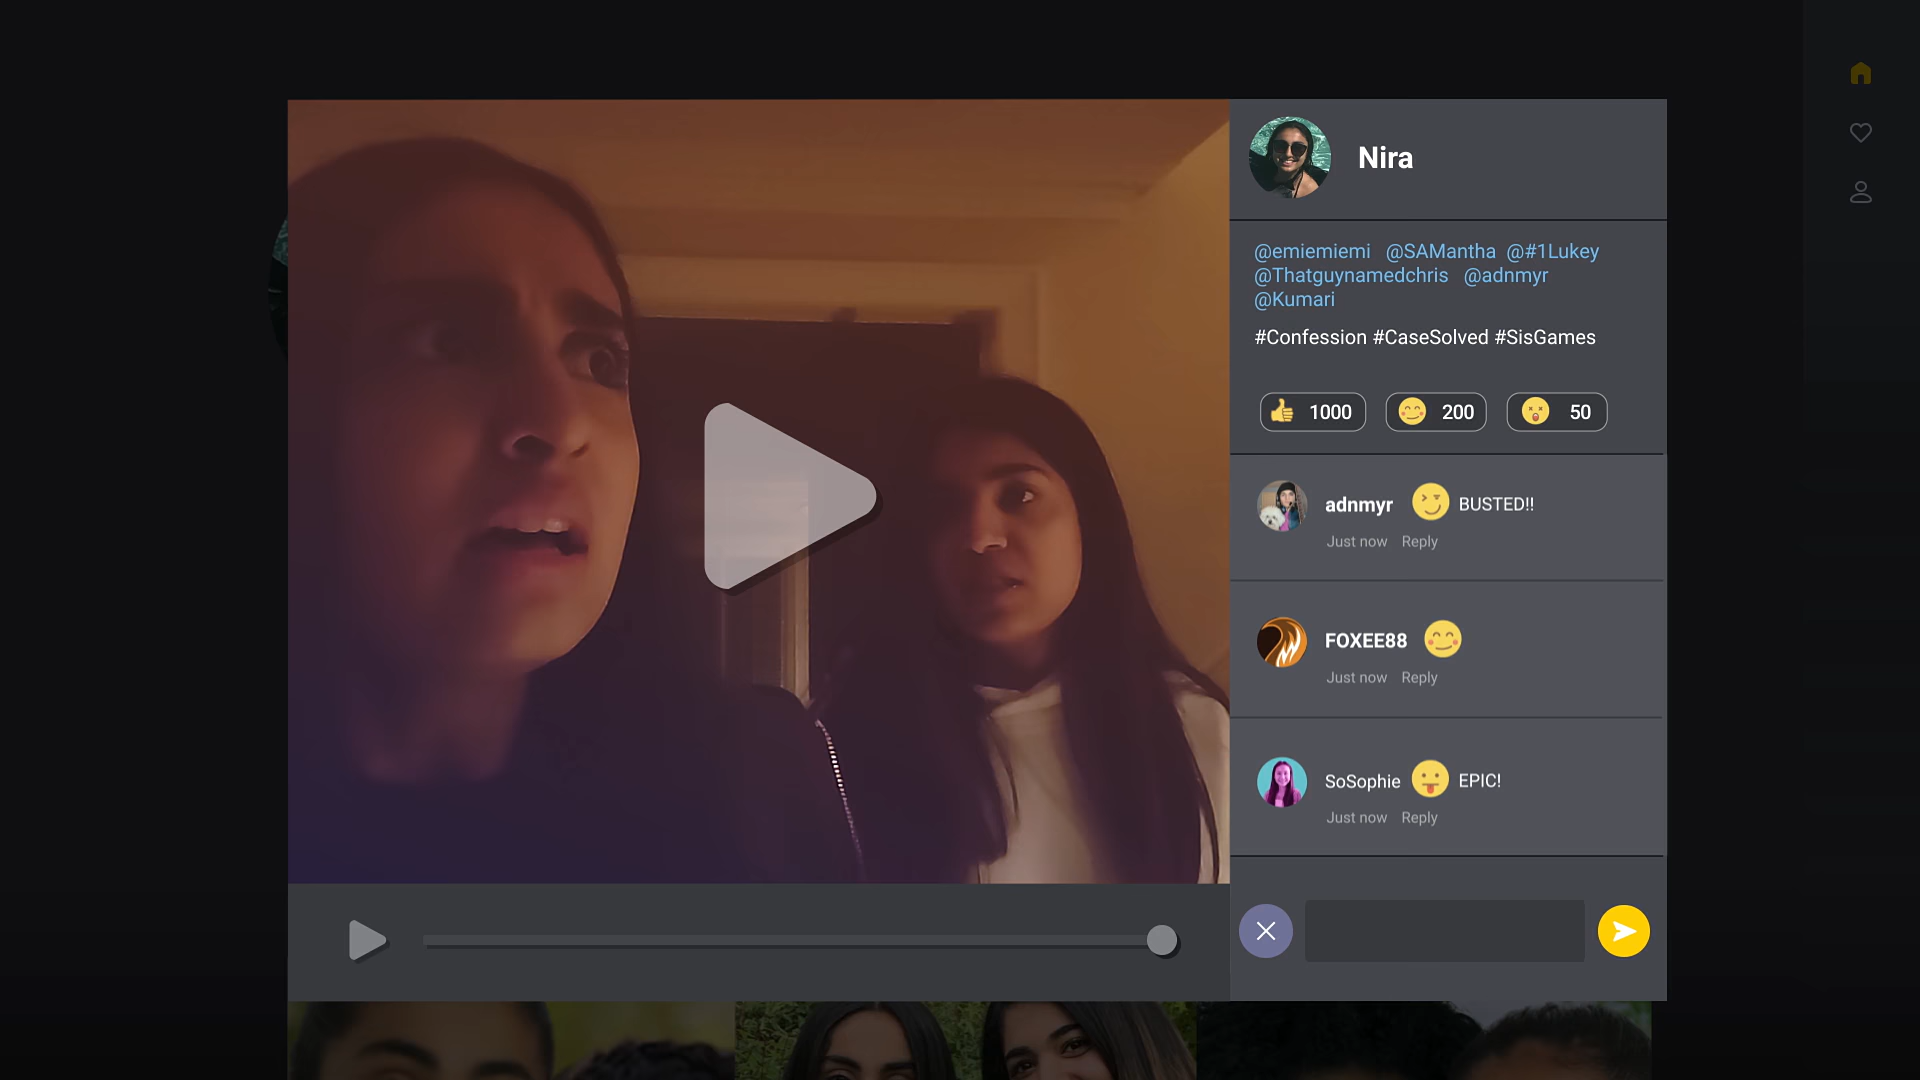 Nira
@emiemiemi @SAMantha @#1Lukey
@Thatguynamedchris @adnmyr
@Kumari
#Confession #CaseSolved #SisGames
1000 200 50
adnmyr BUSTED!!
Just now Reply
FOXEE88
Just now Reply
SoSophie EPIC!
Just now Reply